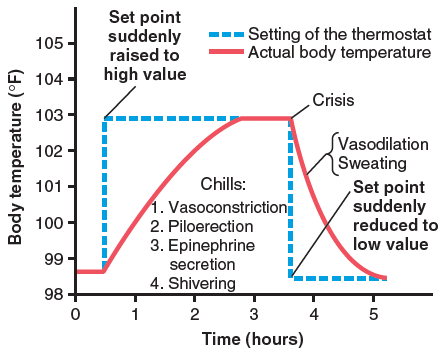 Set point
suddenly
raised to
high value
Setting of the thermostat
Actual body temperature
Crisis
Vasodilation
Sweating
Set point
suddenly
reduced to
low value
Chills:
1. Vasoconstriction
2. Piloerection
3. Epinephrine
secretion
4. Shivering
Body temperature (°F)
105
104
103
102
101
100
99
98
0 1 2 3 4 5
Time (hours)